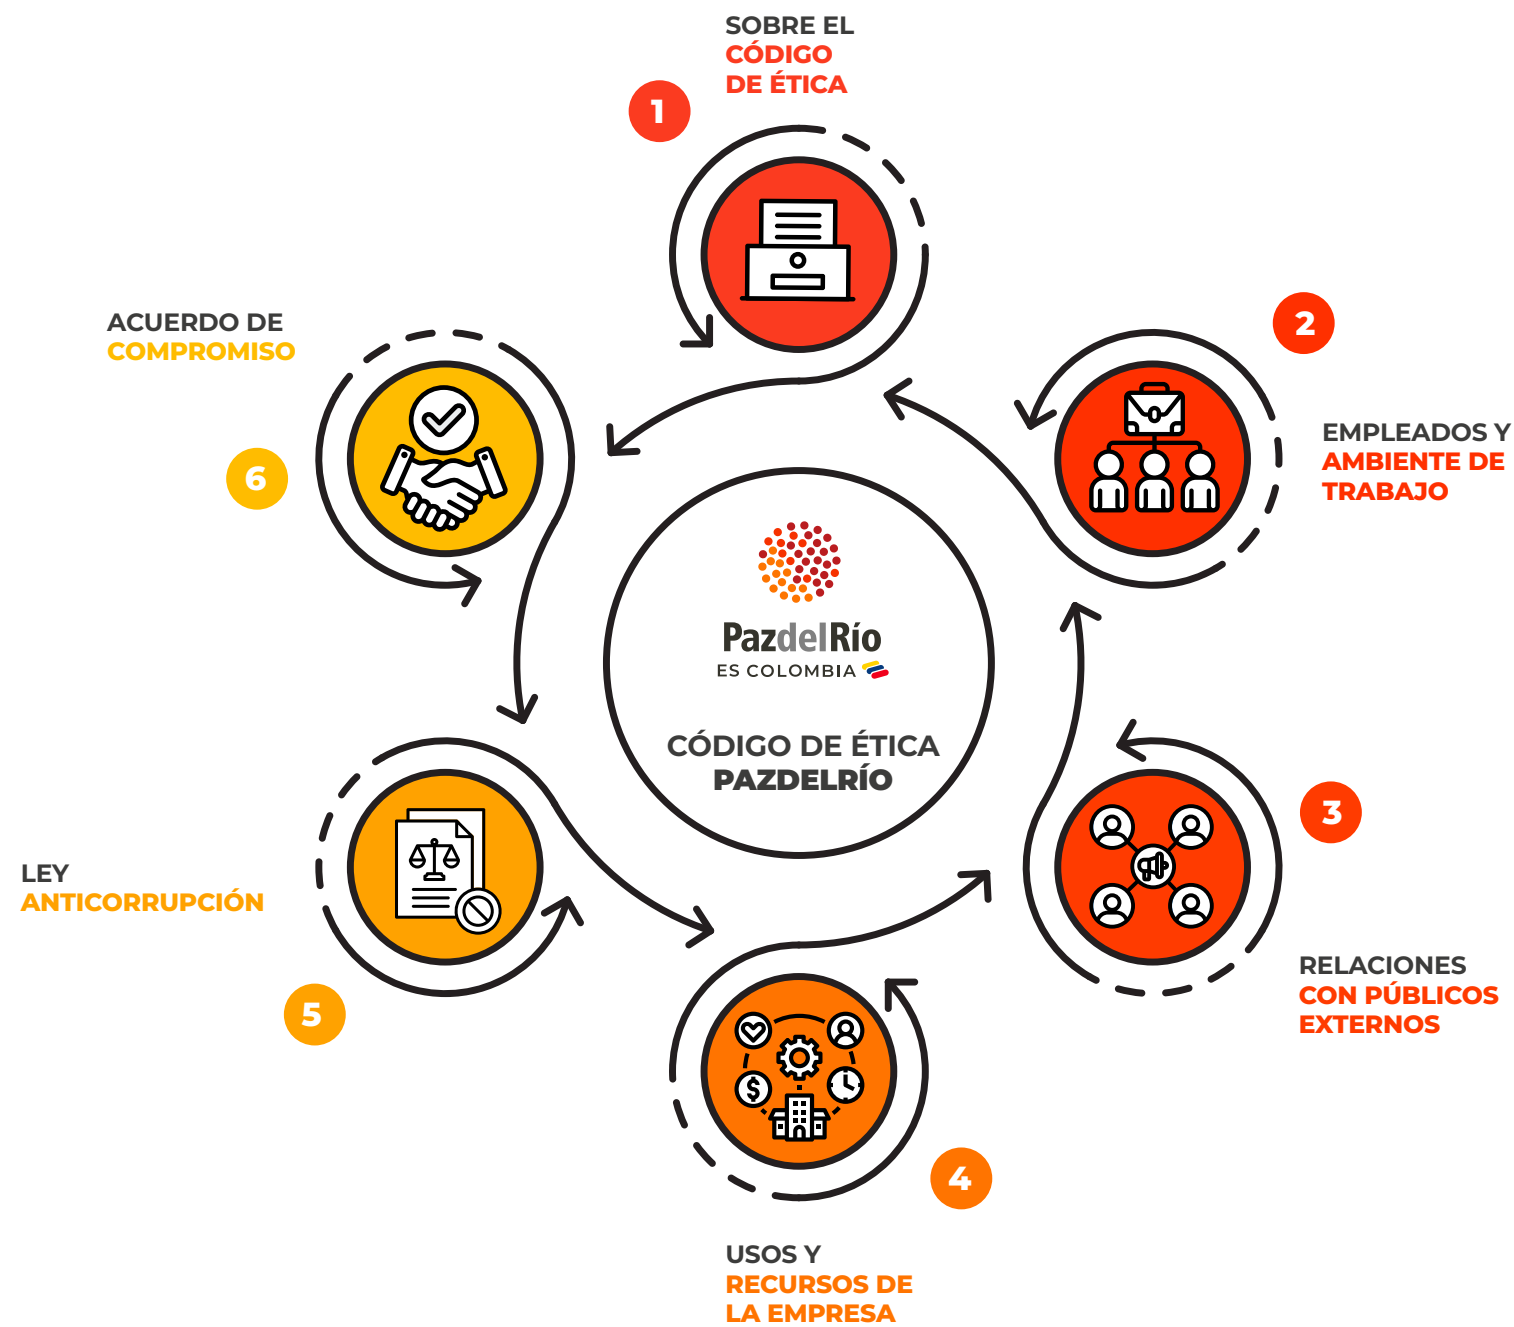 SOBRE EL
CÓDIGO
DE ÉTICA
1
2
EMPLEADOS Y
AMBIENTE DE
TRABAJO
3
RELACIONES
CON PÚBLICOS
EXTERNOS
4
USOS Y
RECURSOS DE
LA EMPRESA
5
LEY
ANTICORRUPCIÓN
6
ACUERDO DE
COMPROMISO
PazdelRío
ES COLOMBIA
CÓDIGO DE ÉTICA
PAZDELRÍO
$